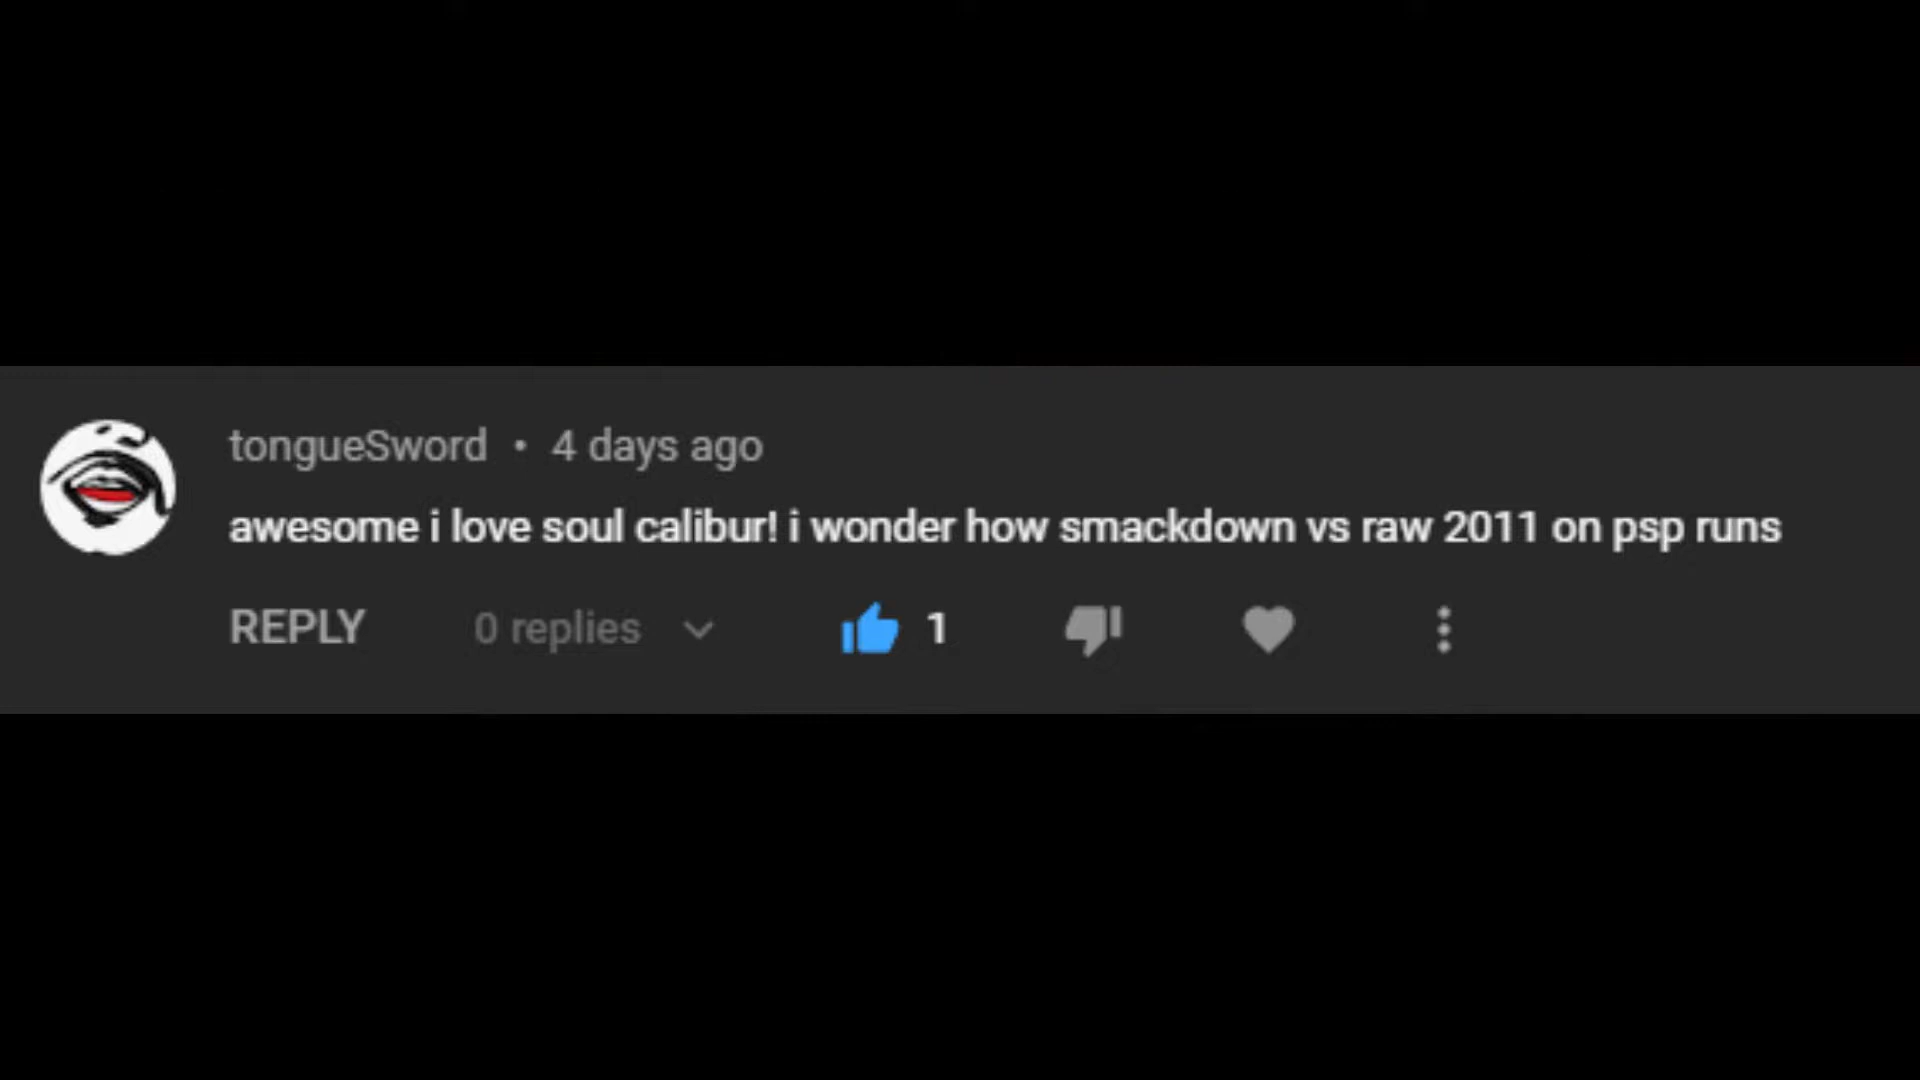 tongueSword • 4 days ago
awesome i love soul calibur! i wonder how smackdown vs raw 2011 on psp runs
REPLY 0 replies 1